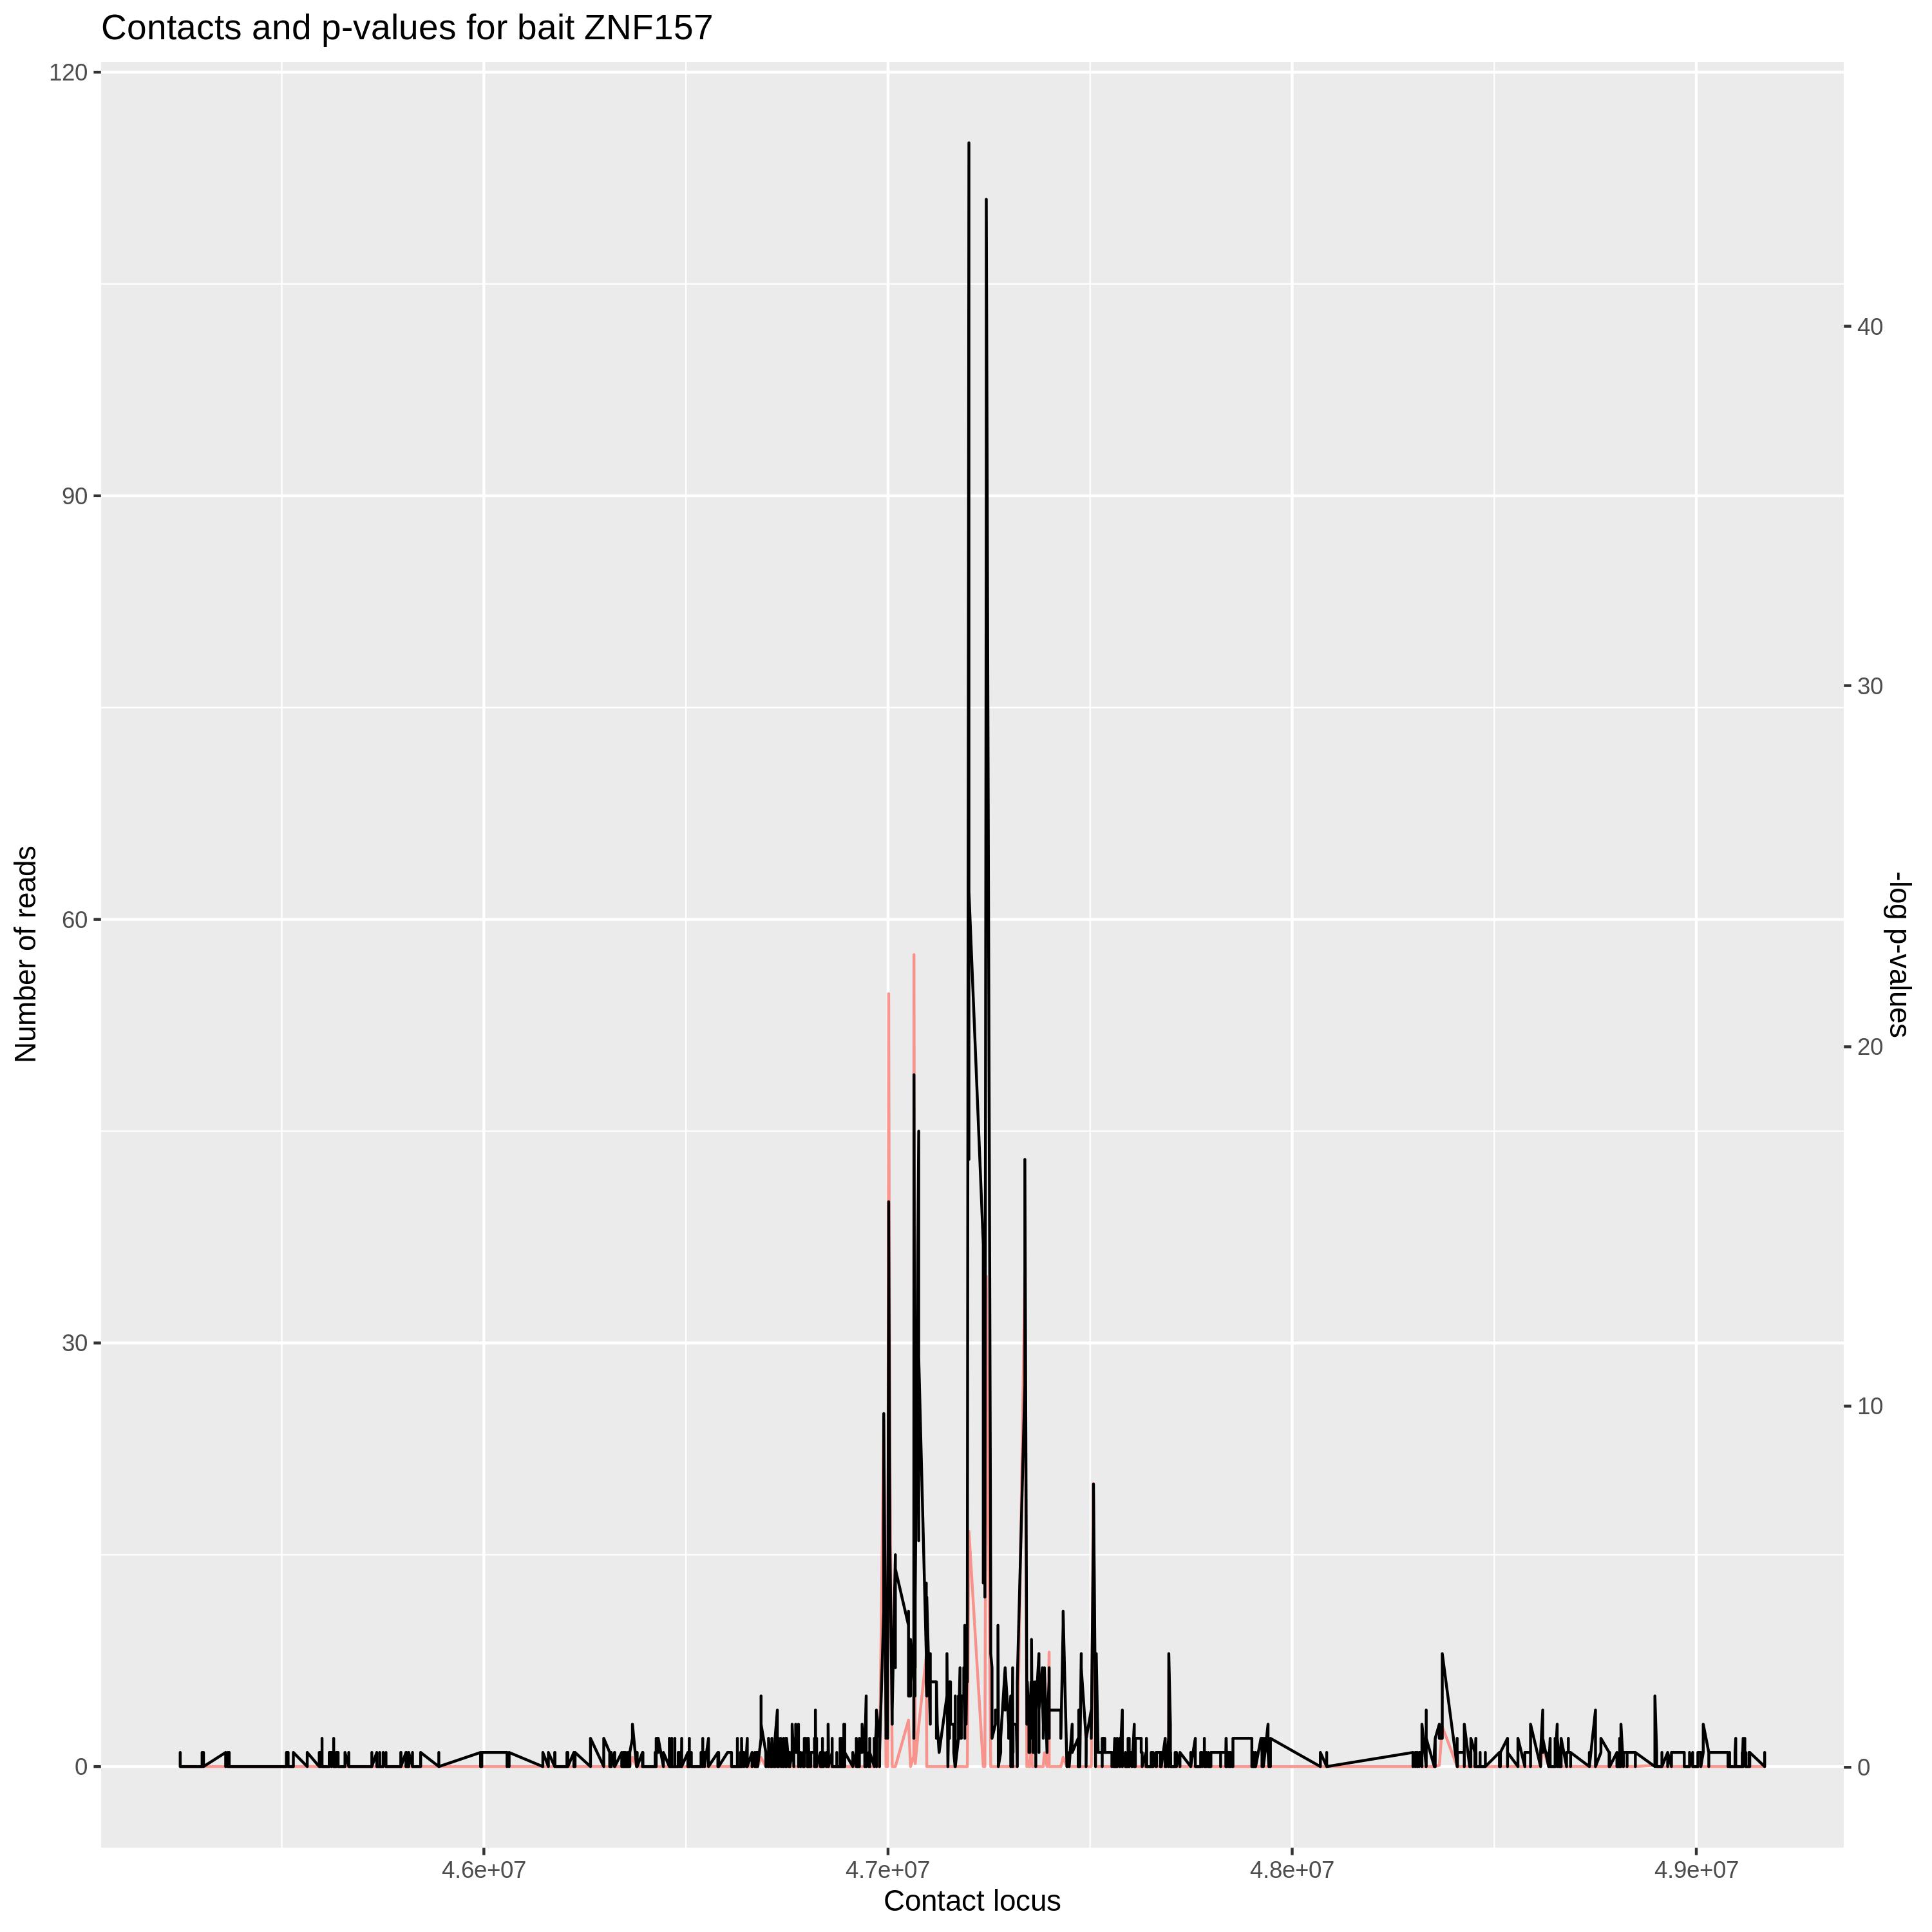 Contacts and p-values for bait ZNF157
120
90
60
30
0
Number of reads
40
30
20
10
0
-log p-values
4.6e+07
4.7e+07
4.8e+07
4.9e+07
Contact locus